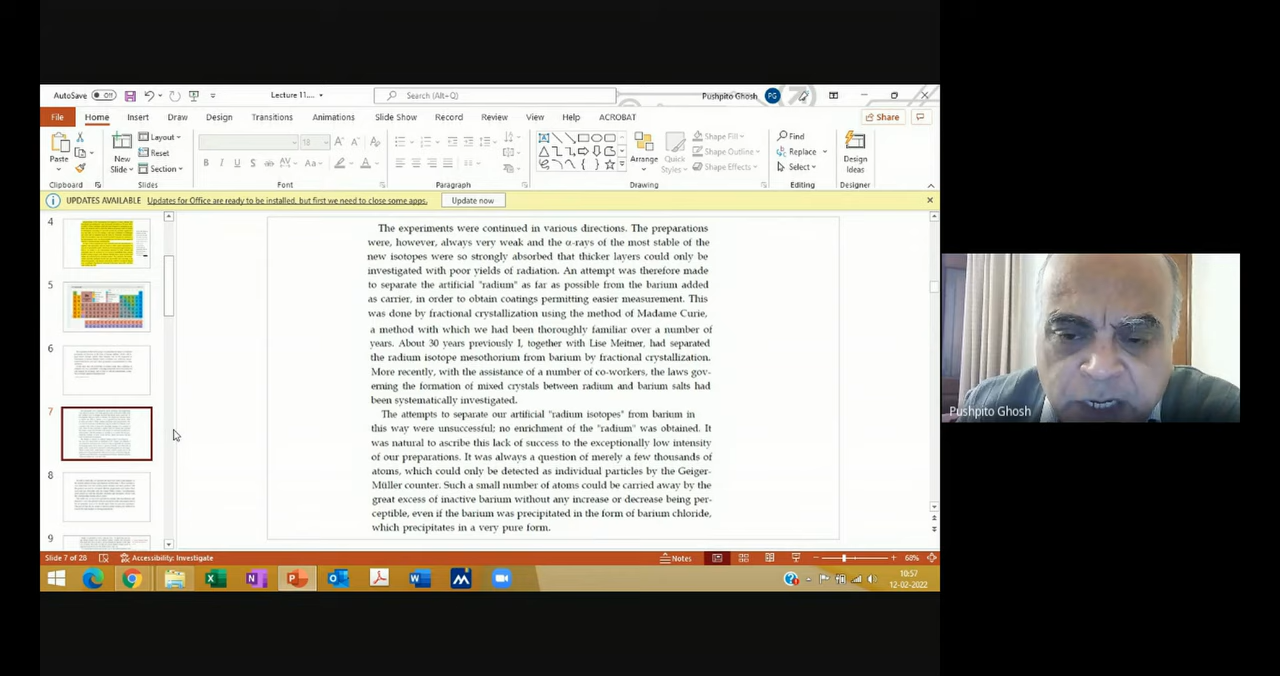 AutoSave Off
Lecture 11....
Search (Alt+Q)
Pushpito Ghosh
PG
File Home Insert Draw Design Transitions Animations Slide Show Record Review View Help ACROBAT
Share
Paste
New
Slide
Layout
Reset
Section
18
Arrange
Quick
Styles
Shape Fill
Shape Outline
Shape Effects
Find
Replace
Select
Design
Ideas
Clipboard Slides Font Paragraph Drawing Editing Designer
UPDATES AVAILABLE Updates for Office are ready to be installed, but first we need to close some apps. Update now
4
5
6
7
8
9
The experiments were continued in various directions. The preparations
were, however, always very weak and the α-rays of the most stable of the
new isotopes were so strongly absorbed that thicker layers could only be
investigated with poor yields of radiation. An attempt was therefore made
to separate the artificial "radium" as far as possible from the barium added
as carrier, in order to obtain coatings permitting easier measurement. This
was done by fractional crystallization using the method of Madame Curie,
a method with which we had been thoroughly familiar over a number of
years. About 30 years previously I, together with Lise Meitner, had separated
the radium isotope mesothorium from barium by fractional crystallization.
More recently, with the assistance of a number of co-workers, the laws gov-
erning the formation of mixed crystals between radium and barium salts had
been systematically investigated.
The attempts to separate our artificial "radium isotopes" from barium in
this way were unsuccessful; no enrichment of the "radium" was obtained. It
was natural to ascribe this lack of success to the exceptionally low intensity
of our preparations. It was always a question of merely a few thousands of
atoms, which could only be detected as individual particles by the Geiger-
Müller counter. Such a small number of atoms could be carried away by the
great excess of inactive barium without any increase or decrease being per-
ceptible, even if the barium was precipitated in the form of barium chloride,
which precipitates in a very pure form.
Pushpito Ghosh
Slide 7 of 28 Accessibility: Investigate
Notes
68%
10:57
12-02-2022